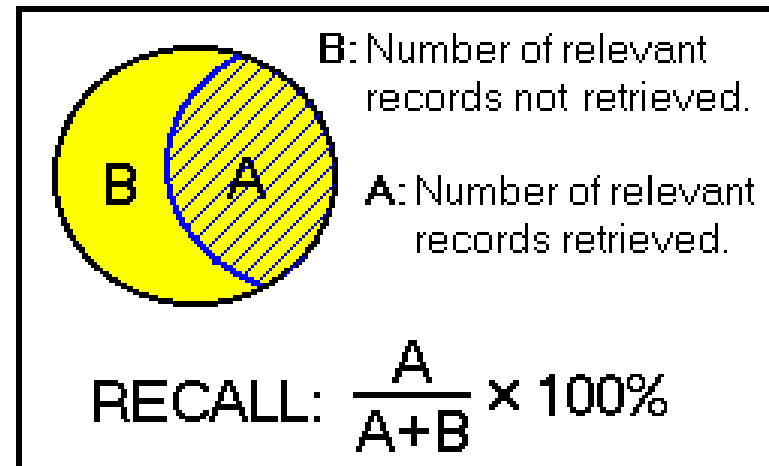 B: Number of relevant
records not retrieved.
B
A
A: Number of relevant
records retrieved.
RECALL: A
A+B × 100%